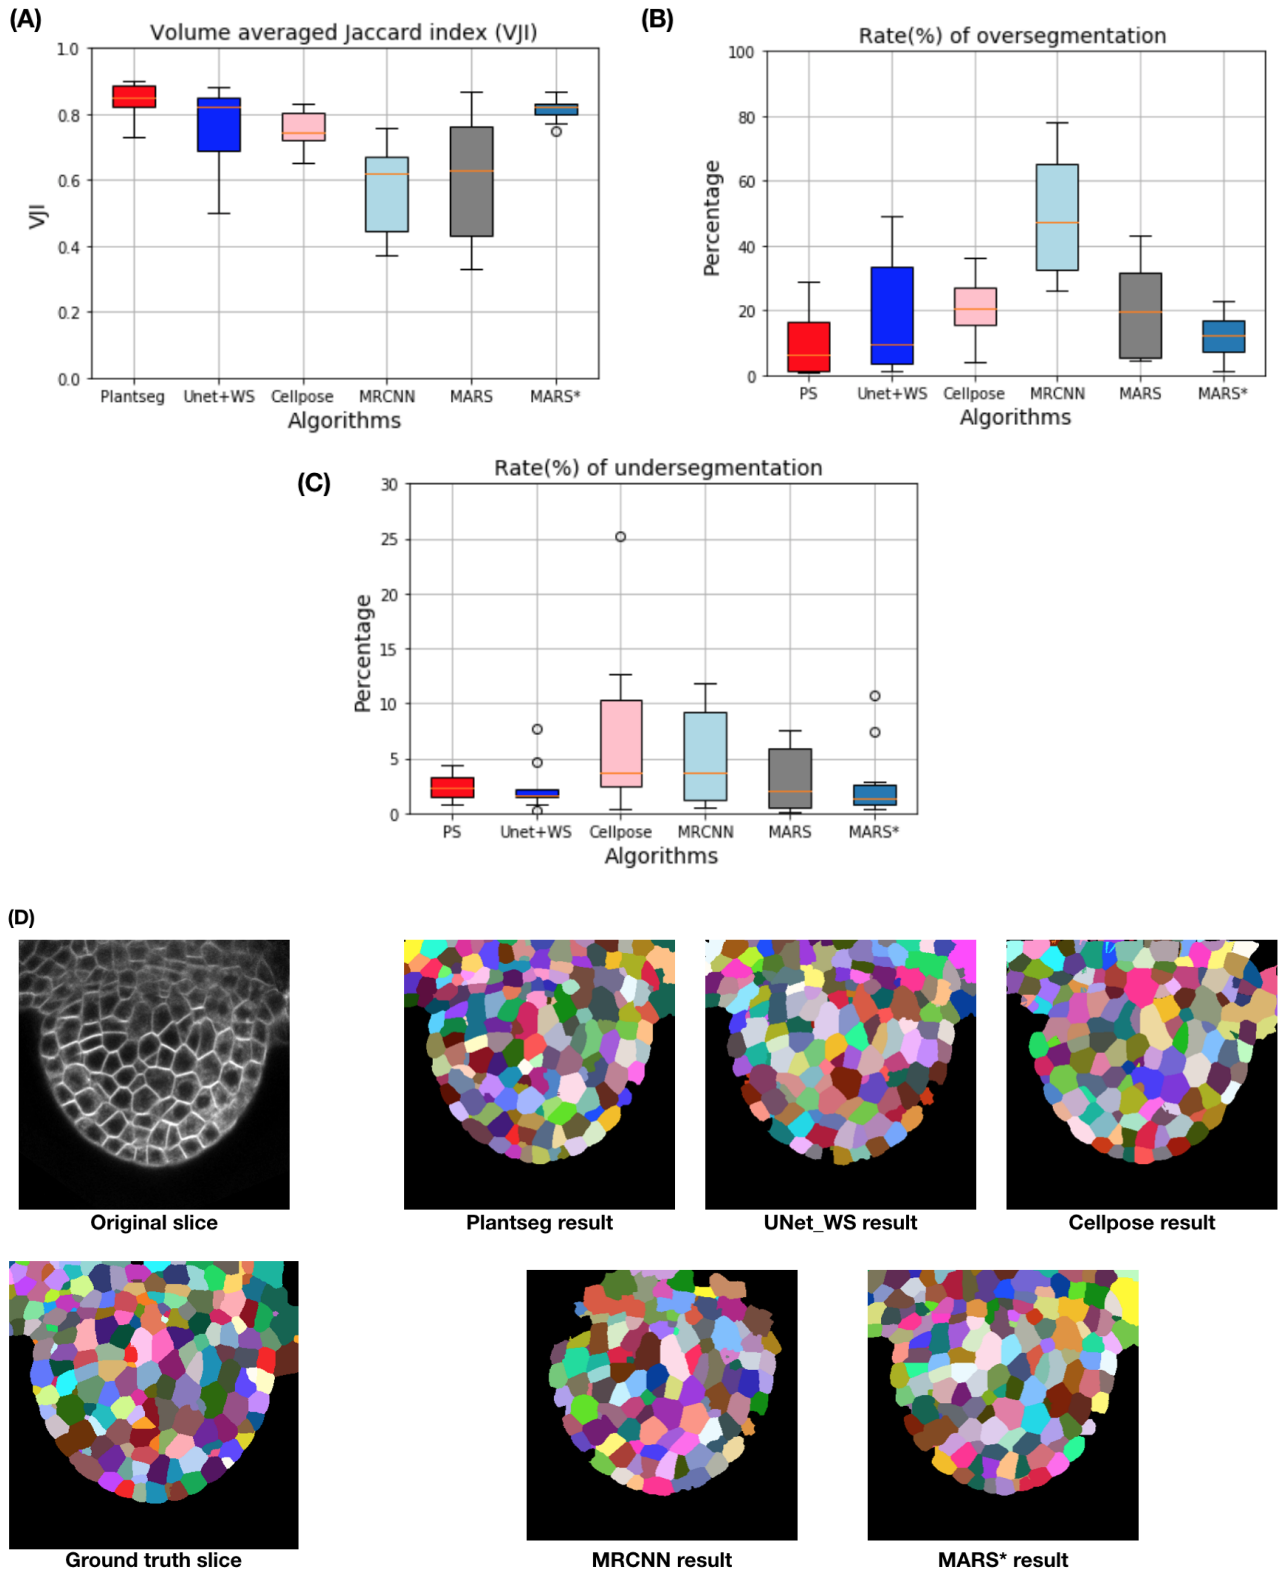 (A)
Volume averaged Jaccard index (VJI)
1.0
0.8
0.6
0.4
0.2
0.0
VJI
Plantseg Unet+WS Cellpose MRCNN MARS MARS*
Algorithms
(B)
Rate(%) of oversegmentation
100
80
60
40
20
0
Percentage
PS Unet+WS Cellpose MRCNN MARS MARS*
Algorithms
(C)
Rate(%) of undersegmentation
30
25
20
15
10
5
0
Percentage
PS Unet+WS Cellpose MRCNN MARS MARS*
Algorithms
(D)
Original slice
Plantseg result
UNet_WS result
Cellpose result
Ground truth slice
MRCNN result
MARS* result